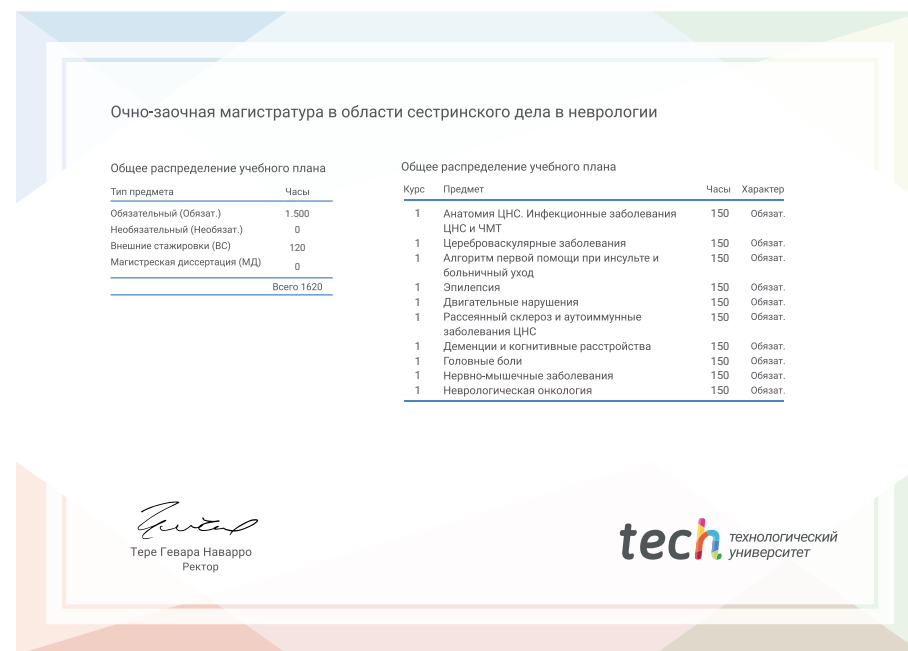 Очно-заочная магистратура в области сестринского дела в неврологии
Общее распределение учебного плана
Тип предмета Часы
Обязательный (Обязат.) 1.500
Необязательный (Необязат.) 0
Внешние стажировки (ВС) 120
Магистреская диссертация (МД) 0
Всего 1620
Общее распределение учебного плана
Курс Предмет Часы Характер
1 Анатомия ЦНС. Инфекционные заболевания 150 Обязат.
ЦНС и ЧМТ
1 Цереброваскулярные заболевания 150 Обязат.
1 Алгоритм первой помощи при инсульте и 150 Обязат.
больничный уход
1 Эпилепсия 150 Обязат.
1 Двигательные нарушения 150 Обязат.
1 Рассеянный склероз и аутоиммунные 150 Обязат.
заболевания ЦНС
1 Деменции и когнитивные расстройства 150 Обязат.
1 Головные боли 150 Обязат.
1 Нервно-мышечные заболевания 150 Обязат.
1 Неврологическая онкология 150 Обязат.
Тере Гевара Наварро
Ректор
tech технологический
университет